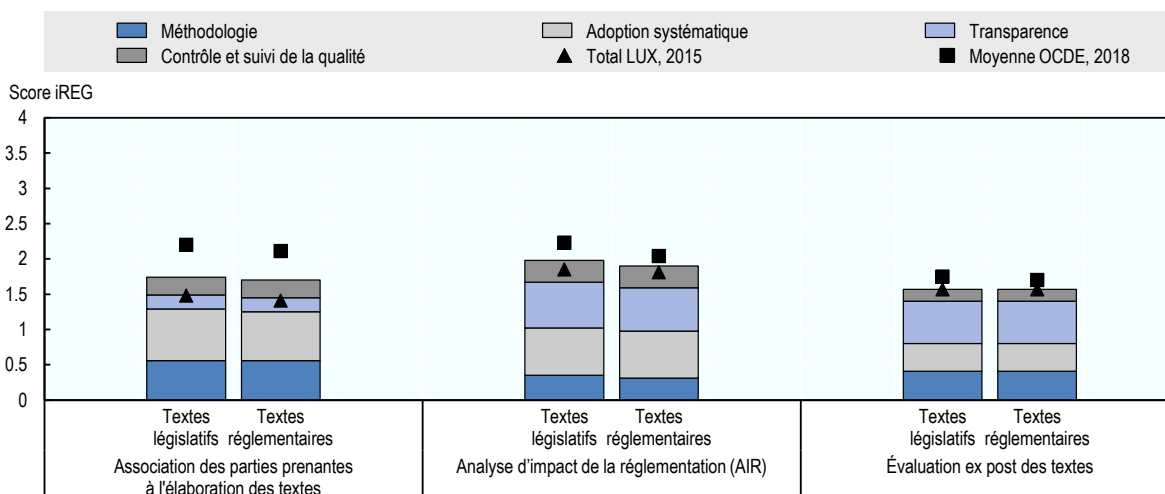 Méthodologie
Adoption systématique
Transparence
Contrôle et suivi de la qualité
Total LUX, 2015
Moyenne OCDE, 2018
Score iREG
4
3.5
3
2.5
2
1.5
1
0.5
0
Textes législatifs
Textes réglementaires
Textes législatifs
Textes réglementaires
Textes législatifs
Textes réglementaires
Association des parties prenantes
à l'élaboration des textes
Analyse d'impact de la réglementation (AIR)
Évaluation ex post des textes